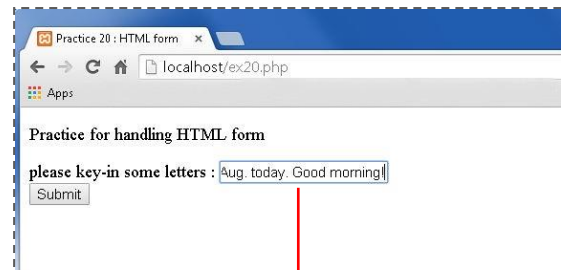 Practice 20 : HTML form
localhost/ex20.php
Apps
Practice for handling HTML form
please key-in some letters : Aug. today. Good morning!
Submit